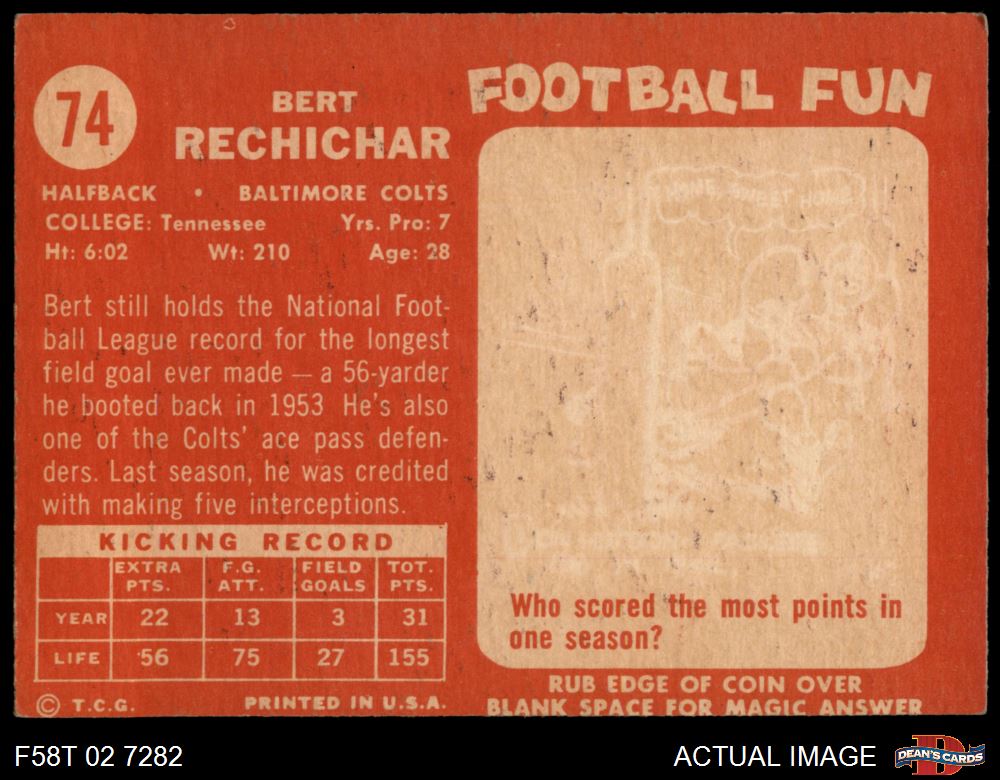 74
BERT
RECHICHAR
HALFBACK • BALTIMORE COLTS
COLLEGE: Tennessee Yrs. Pro: 7
Ht: 6:02 Wt: 210 Age: 28
Bert still holds the National Foot-
ball League record for the longest
field goal ever made — a 56-yarder
he booted back in 1953 He's also
one of the Colts' ace pass defen-
ders. Last season, he was credited
with making five interceptions.
KICKING RECORD
EXTRA PTS. F.G. ATT. FIELD GOALS TOT. PTS.
YEAR 22 13 3 31
LIFE 56 75 27 155
© T.C.G. PRINTED IN U.S.A.
FOOTBALL FUN
HOME SWEET HOME
Who scored the most points in
one season?
RUB EDGE OF COIN OVER
BLANK SPACE FOR MAGIC ANSWER
F58T 02 7282
ACTUAL IMAGE
DEAN'S CARDS